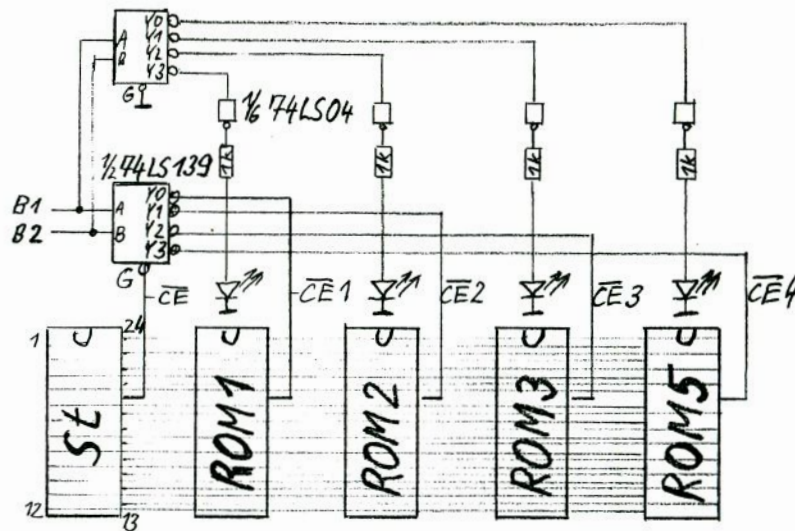 Y0
Y1
A Y2
B Y3
G
1/6 74LS04
1k 1k 1k 1k
1/2 74LS139
B1 A Y0
Y1
B2 B Y2
Y3
G
CE CE1 CE2 CE3 CE4
1 24
St ROM1 ROM2 ROM3 ROM5
12 13